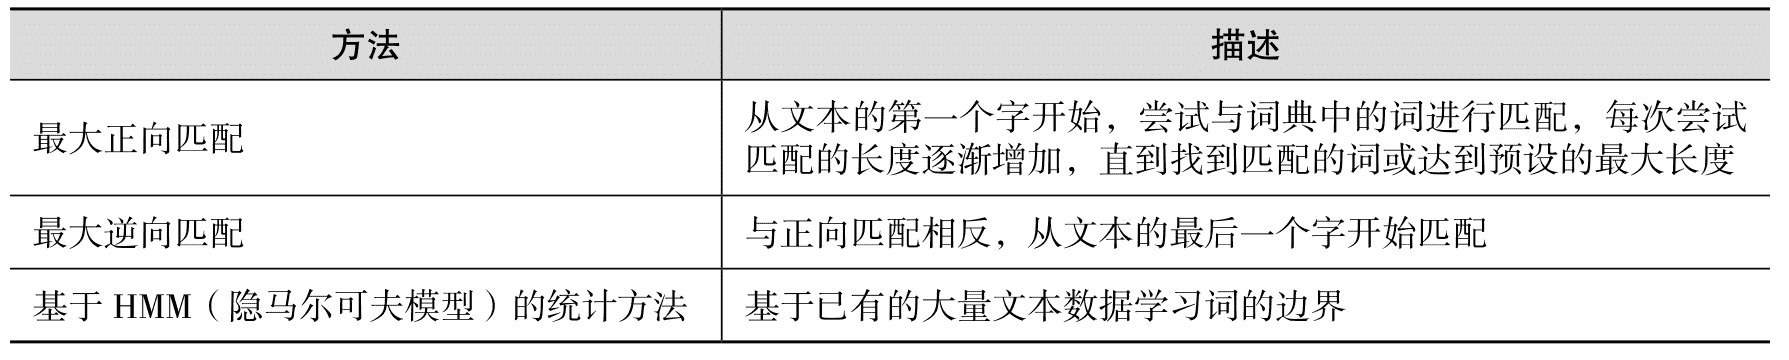 方法
描述
最大正向匹配
从文本的第一个字开始，尝试与词典中的词进行匹配，每次尝试
匹配的长度逐渐增加，直到找到匹配的词或达到预设的最大长度
最大逆向匹配
与正向匹配相反，从文本的最后一个字开始匹配
基于 HMM（隐马尔可夫模型）的统计方法
基于已有的大量文本数据学习词的边界